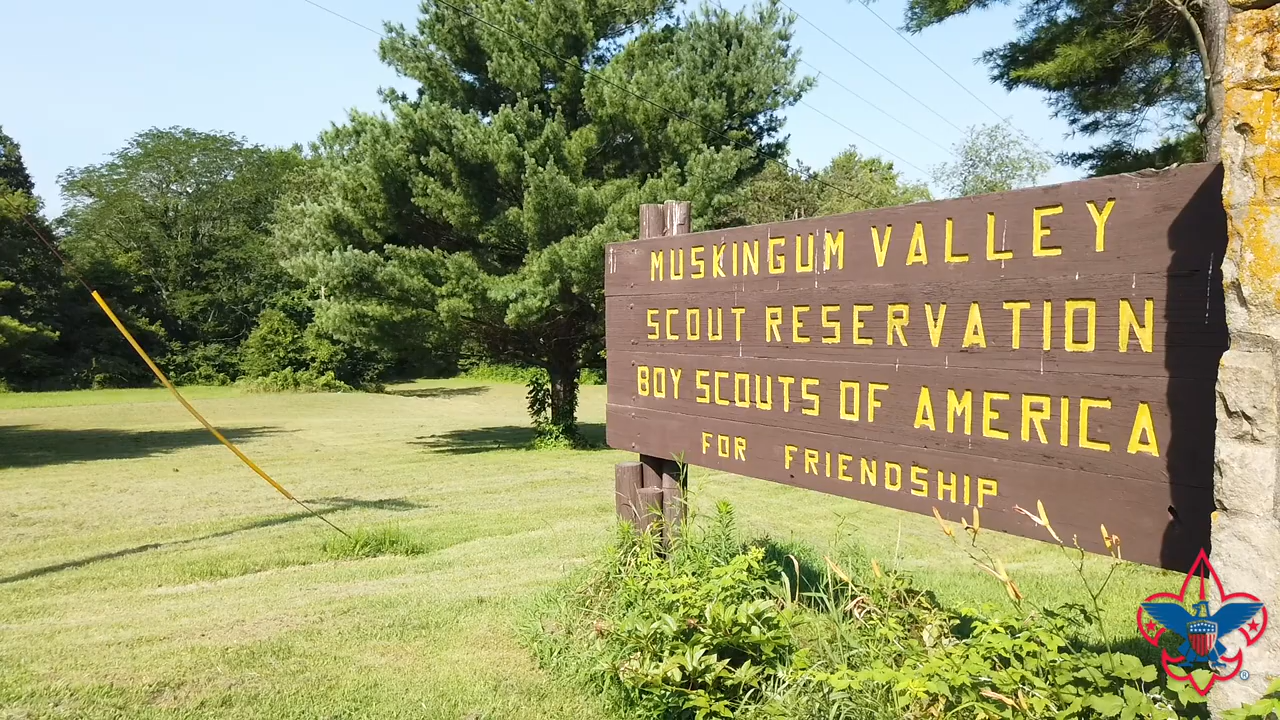 MUSKINGUM VALLEY
SCOUT RESERVATION
BOY SCOUTS OF AMERICA
FOR FRIENDSHIP
®